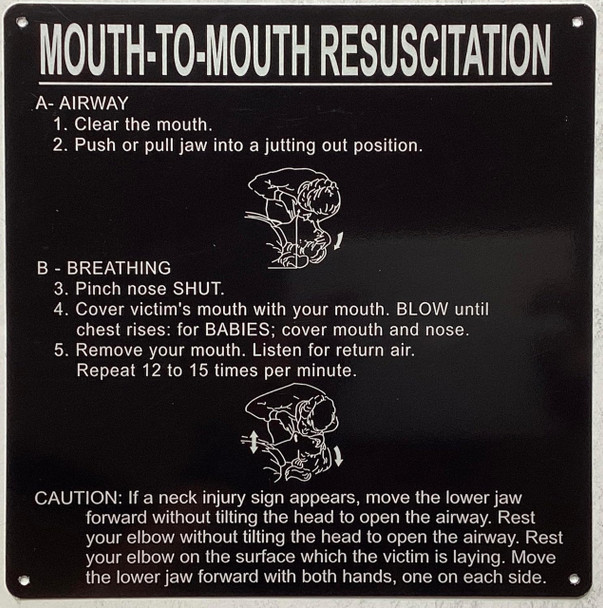 MOUTH-TO-MOUTH RESUSCITATION
A- AIRWAY
1. Clear the mouth.
2. Push or pull jaw into a jutting out position.
B - BREATHING
3. Pinch nose SHUT.
4. Cover victim's mouth with your mouth. BLOW until
chest rises: for BABIES; cover mouth and nose.
5. Remove your mouth. Listen for return air.
Repeat 12 to 15 times per minute.
CAUTION: If a neck injury sign appears, move the lower jaw
forward without tilting the head to open the airway. Rest
your elbow without tilting the head to open the airway. Rest
your elbow on the surface which the victim is laying. Move
the lower jaw forward with both hands, one on each side.